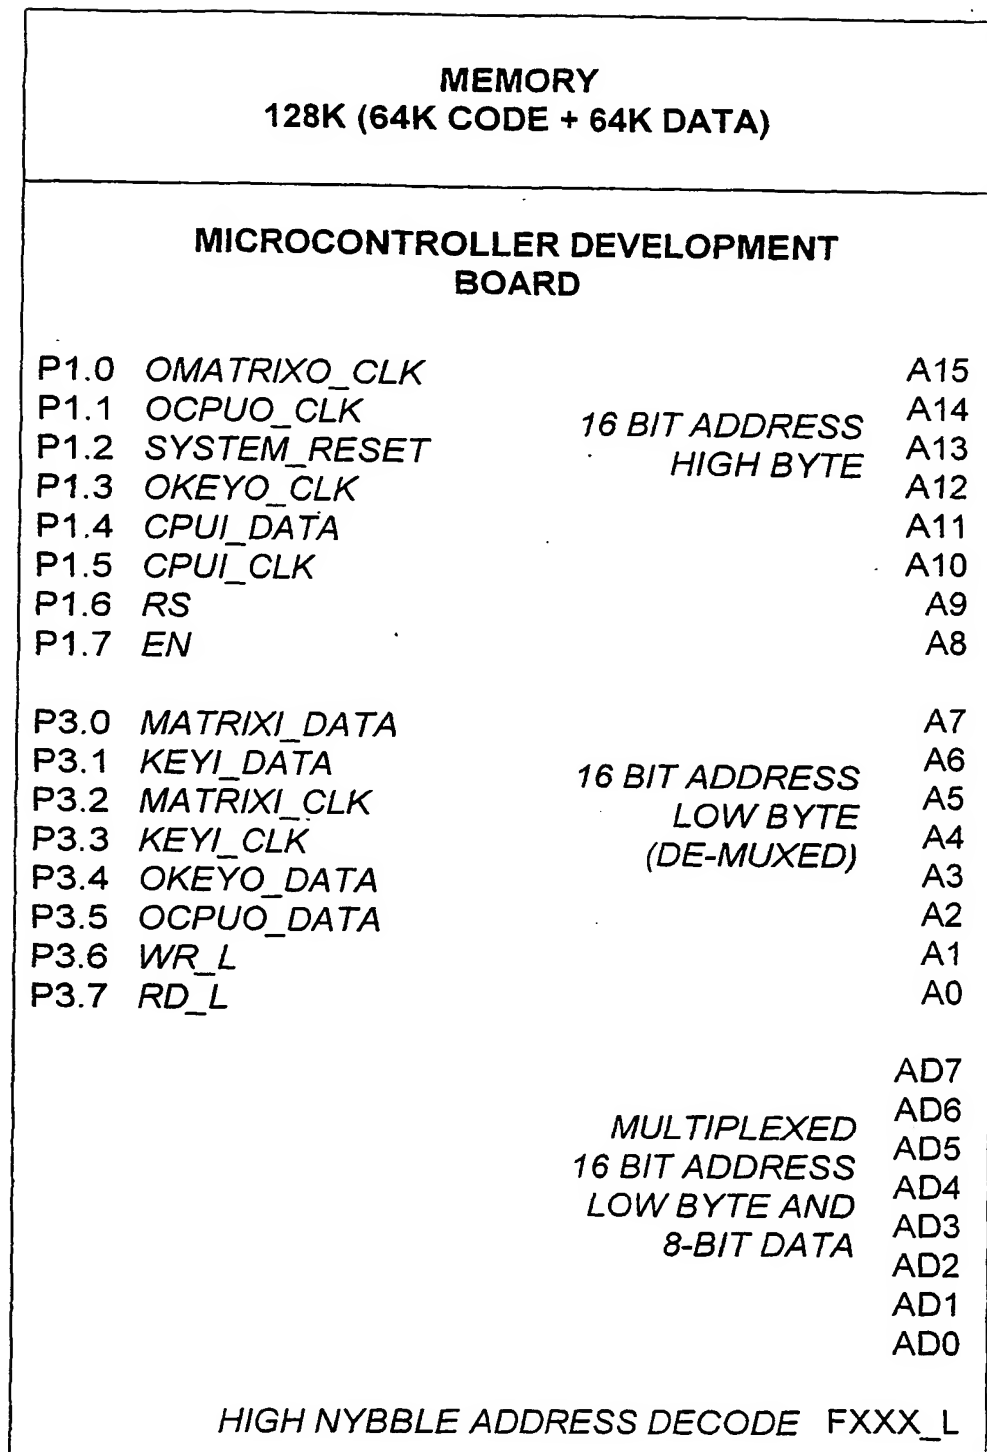 MEMORY
128K (64K CODE + 64K DATA)
MICROCONTROLLER DEVELOPMENT
BOARD
P1.0 OMATRIXO_CLK
P1.1 OCPUO_CLK
P1.2 SYSTEM_RESET
P1.3 OKEYO_CLK
P1.4 CPUI_DATA
P1.5 CPUI_CLK
P1.6 RS
P1.7 EN
P3.0 MATRIXI_DATA
P3.1 KEYI_DATA
P3.2 MATRIXI_CLK
P3.3 KEYI_CLK
P3.4 OKEYO_DATA
P3.5 OCPUO_DATA
P3.6 WR_L
P3.7 RD_L
16 BIT ADDRESS
HIGH BYTE
A15
A14
A13
A12
A11
A10
A9
A8
16 BIT ADDRESS
LOW BYTE
(DE-MUXED)
A7
A6
A5
A4
A3
A2
A1
A0
MULTIPLEXED
16 BIT ADDRESS
LOW BYTE AND
8-BIT DATA
AD7
AD6
AD5
AD4
AD3
AD2
AD1
AD0
HIGH NYBBLE ADDRESS DECODE FXXX_L